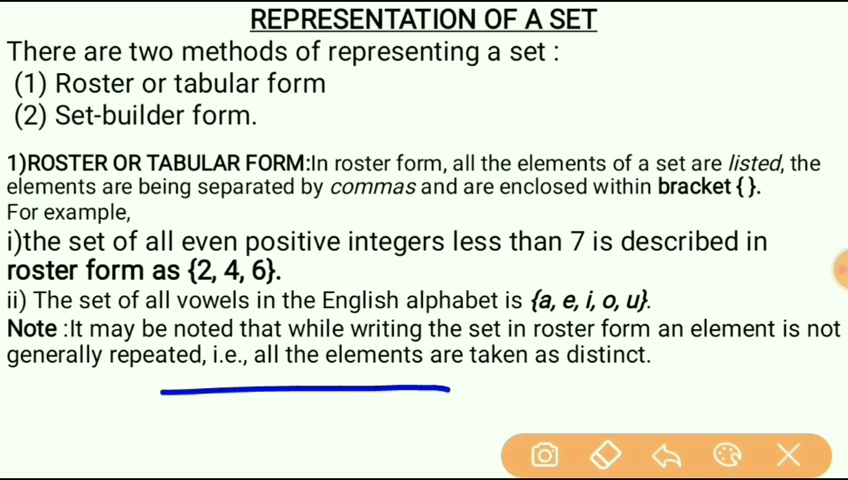 REPRESENTATION OF A SET
There are two methods of representing a set :
(1) Roster or tabular form
(2) Set-builder form.
1)ROSTER OR TABULAR FORM:In roster form, all the elements of a set are listed, the
elements are being separated by commas and are enclosed within bracket { }.
For example,
i)the set of all even positive integers less than 7 is described in
roster form as {2, 4, 6}.
ii) The set of all vowels in the English alphabet is {a, e, i, o, u}.
Note :It may be noted that while writing the set in roster form an element is not
generally repeated, i.e., all the elements are taken as distinct.